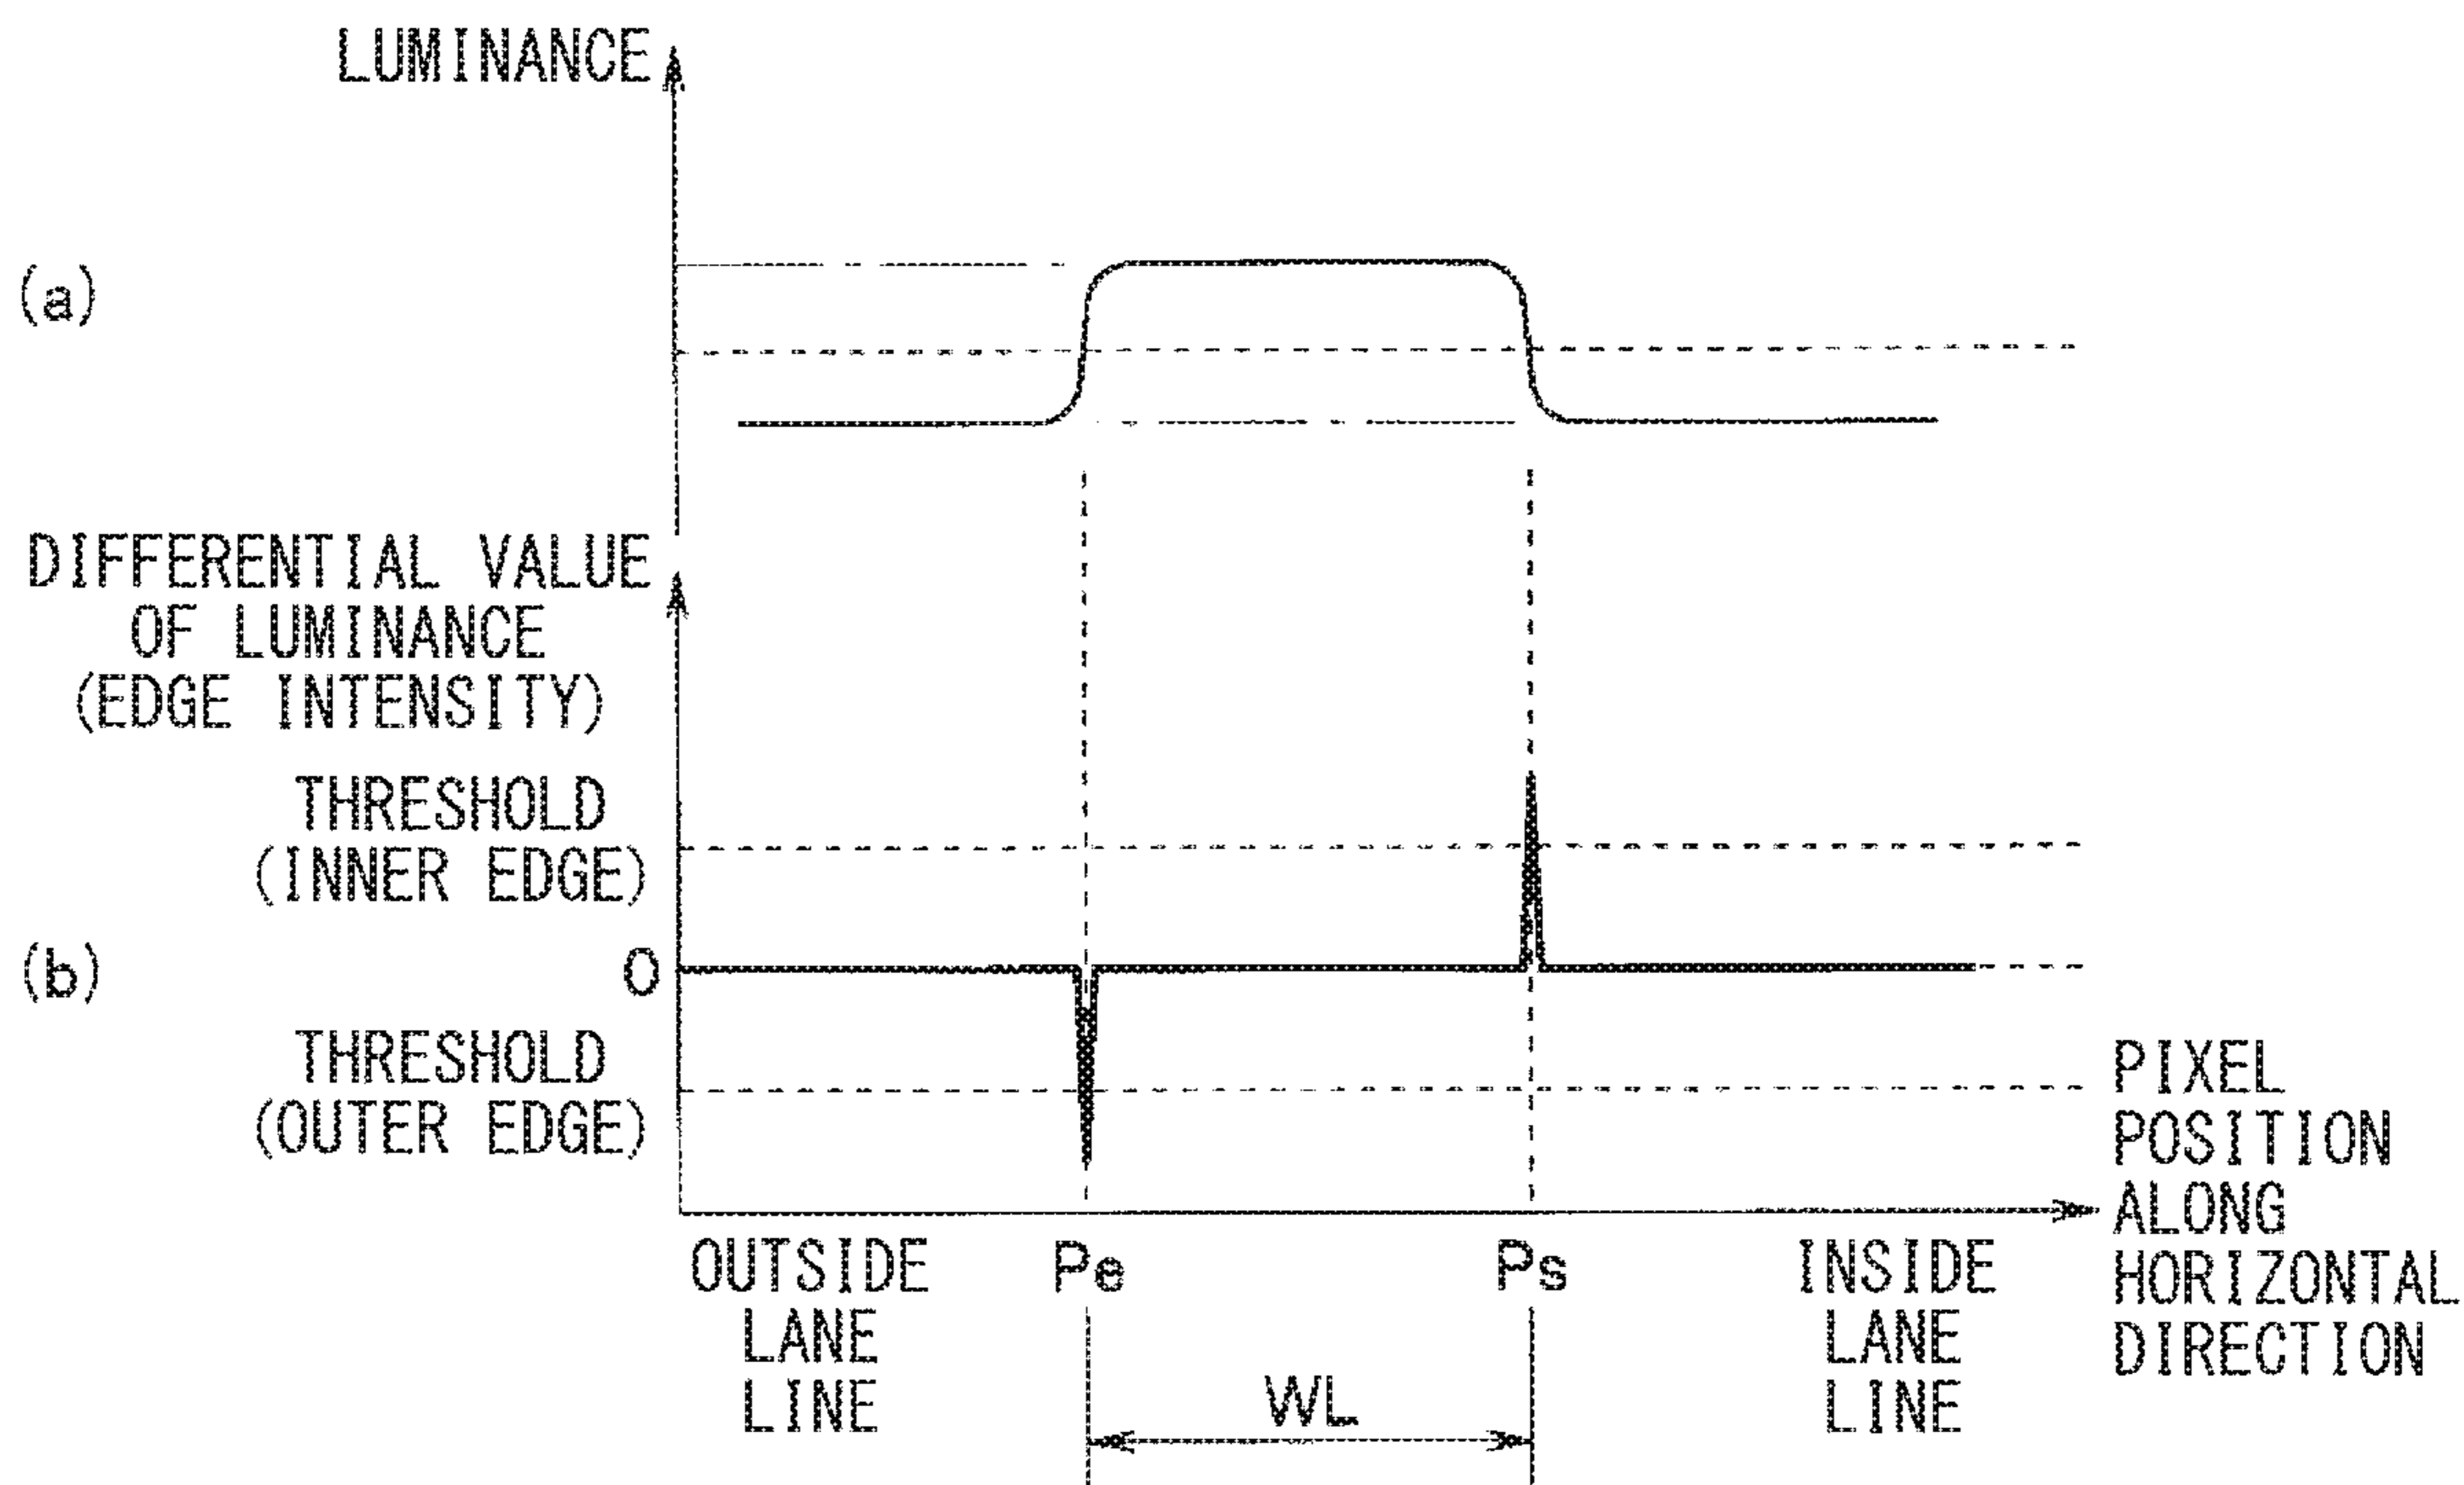 LUMINANCE
(a)
DIFFERENTIAL VALUE
OF LUMINANCE
(EDGE INTENSITY)
THRESHOLD
(INNER EDGE)
(b)
0
THRESHOLD
(OUTER EDGE)
PIXEL
POSITION
ALONG
HORIZONTAL
DIRECTION
OUTSIDE
LANE
LINE
Pe
Ps
INSIDE
LANE
LINE
WL